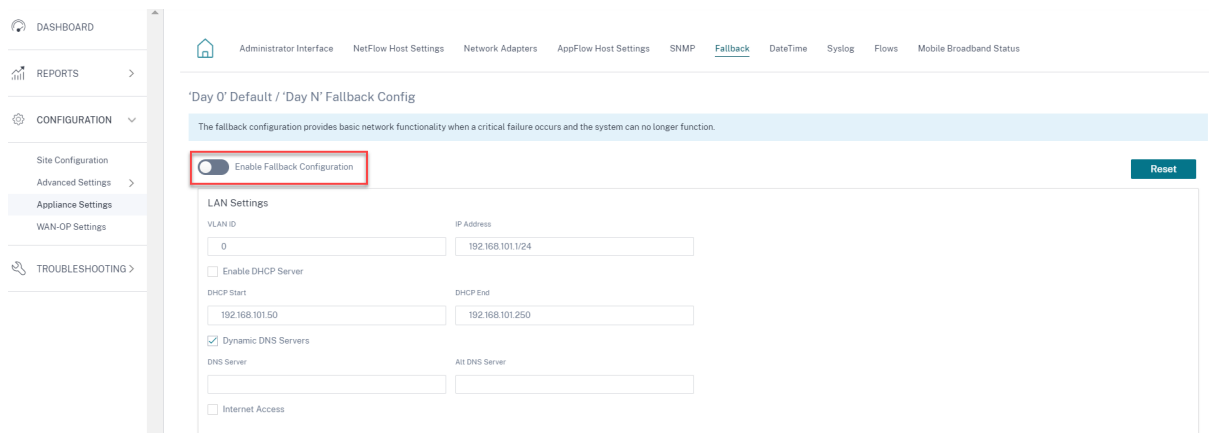 DASHBOARD
REPORTS >
CONFIGURATION
Site Configuration
Advanced Settings >
Appliance Settings
WAN-OP Settings
TROUBLESHOOTING >
Administrator Interface NetFlow Host Settings Network Adapters AppFlow Host Settings SNMP Fallback DateTime Syslog Flows Mobile Broadband Status
'Day 0' Default / 'Day N' Fallback Config
The fallback configuration provides basic network functionality when a critical failure occurs and the system can no longer function.
Enable Fallback Configuration
Reset
LAN Settings
VLAN ID IP Address
0 192.168.101.1/24
Enable DHCP Server
DHCP Start DHCP End
192.168.101.50 192.168.101.250
Dynamic DNS Servers
DNS Server Alt DNS Server
Internet Access